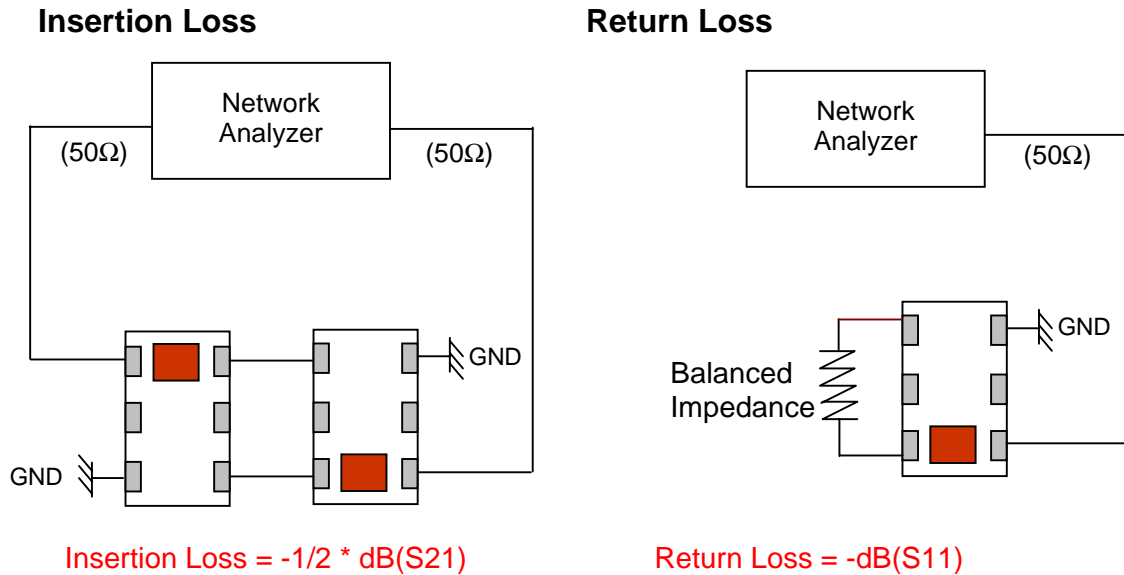 Insertion Loss
Network
Analyzer
(50Ω)
(50Ω)
GND
GND
Insertion Loss = -1/2 * dB(S21)
Return Loss
Network
Analyzer
(50Ω)
GND
Balanced
Impedance
Return Loss = -dB(S11)